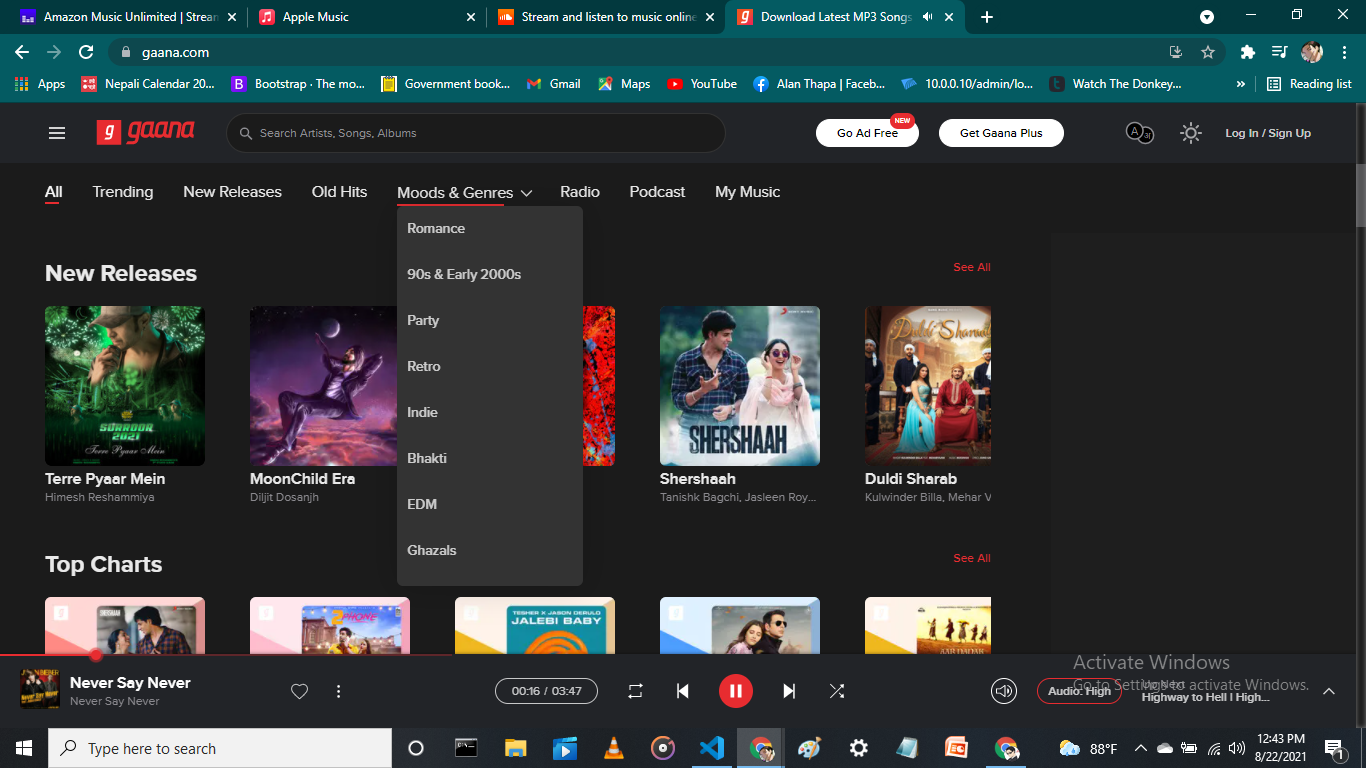 Amazon Music Unlimited | Strean
Apple Music
Stream and listen to music online
Download Latest MP3 Songs
gaana.com
Apps
Nepali Calendar 20...
Bootstrap · The mo...
Government book...
Gmail
Maps
YouTube
Alan Thapa | Faceb...
10.0.0.10/admin/lo...
Watch The Donkey...
»
Reading list
gaana
Search Artists, Songs, Albums
Go Ad Free
NEW
Get Gaana Plus
Log In / Sign Up
All
Trending
New Releases
Old Hits
Moods & Genres
Radio
Podcast
My Music
Romance
90s & Early 2000s
Party
Retro
Indie
Bhakti
EDM
Ghazals
New Releases
See All
SURROOR
2021
Terre Pyaar Mein
SHERSHAAH
Duldi Sharab
Terre Pyaar Mein
Himesh Reshammiya
MoonChild Era
Diljit Dosanjh
Shershaah
Tanishk Bagchi, Jasleen Roy...
Duldi Sharab
Kulwinder Billa, Mehar V
Top Charts
See All
SHERSHAAH
2 PHONE
TESHER X JASON DERULO
JALEBI BABY
Never Say Never
Never Say Never
00:16 / 03:47
Audio: High
Up Next
Highway to Hell | High...
Activate Windows
Go to Settings to activate Windows.
Type here to search
88°F
12:43 PM
8/22/2021
1